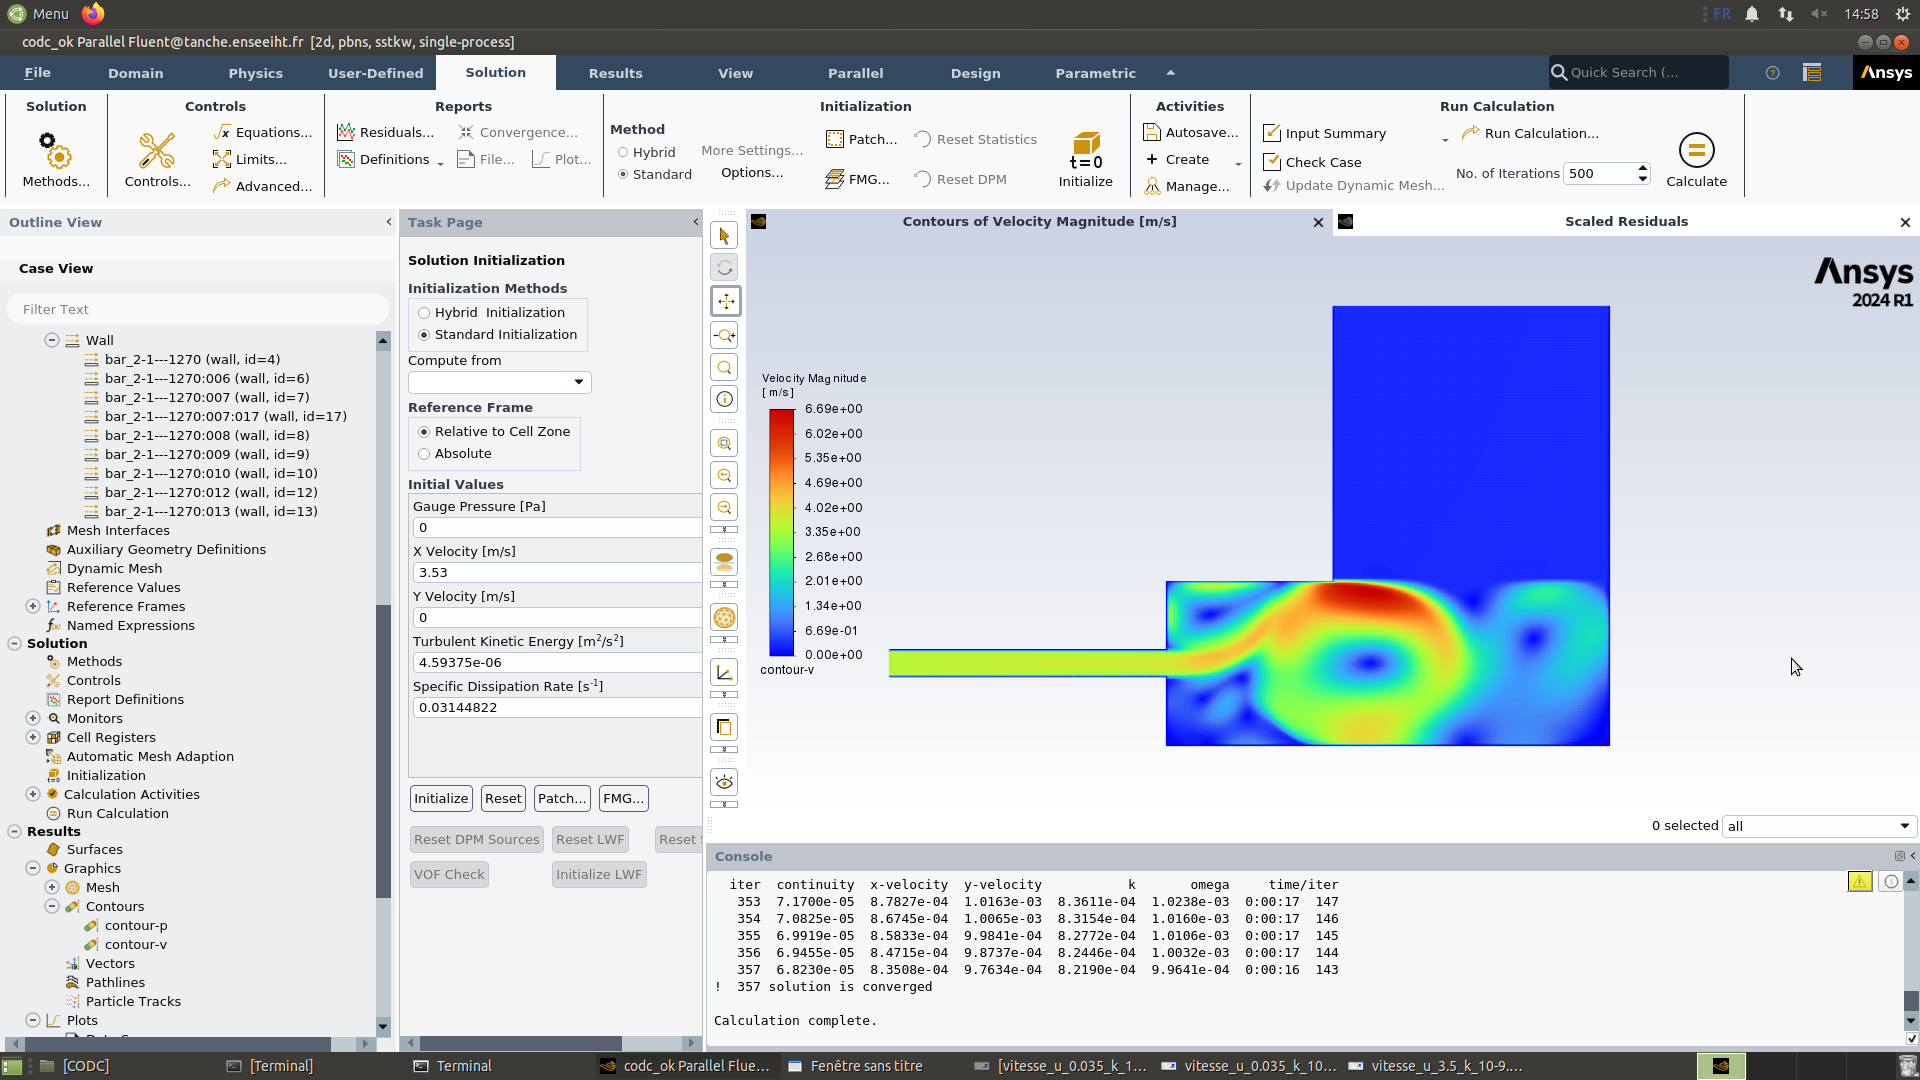 Menu
FR
14:58
codc_ok Parallel Fluent@tanche.enseeiht.fr [2d, pbns, sstkw, single-process]
File Domain Physics User-Defined Solution Results View Parallel Design Parametric
Quick Search (...
Ansys
Solution Controls Reports Initialization Activities Run Calculation
Methods...
Controls...
Equations...
Limits...
Advanced...
Residuals...
Definitions
Convergence...
File...
Plot...
Method
Hybrid
Standard
More Settings...
Options...
Patch...
FMG...
Reset Statistics
Reset DPM
t=0
Initialize
Autosave...
Create
Manage...
Input Summary
Check Case
Update Dynamic Mesh...
Run Calculation...
No. of Iterations 500
Calculate
Outline View
Case View
Filter Text
Wall
bar_2-1---1270 (wall, id=4)
bar_2-1---1270:006 (wall, id=6)
bar_2-1---1270:007 (wall, id=7)
bar_2-1---1270:007:017 (wall, id=17)
bar_2-1---1270:008 (wall, id=8)
bar_2-1---1270:009 (wall, id=9)
bar_2-1---1270:010 (wall, id=10)
bar_2-1---1270:012 (wall, id=12)
bar_2-1---1270:013 (wall, id=13)
Mesh Interfaces
Auxiliary Geometry Definitions
Dynamic Mesh
Reference Values
Reference Frames
Named Expressions
Solution
Methods
Controls
Report Definitions
Monitors
Cell Registers
Automatic Mesh Adaption
Initialization
Calculation Activities
Run Calculation
Results
Surfaces
Graphics
Mesh
Contours
contour-p
contour-v
Vectors
Pathlines
Particle Tracks
Plots
Task Page
Solution Initialization
Initialization Methods
Hybrid Initialization
Standard Initialization
Compute from
Reference Frame
Relative to Cell Zone
Absolute
Initial Values
Gauge Pressure [Pa]
0
X Velocity [m/s]
3.53
Y Velocity [m/s]
0
Turbulent Kinetic Energy [m²/s²]
4.59375e-06
Specific Dissipation Rate [s⁻¹]
0.03144822
Initialize Reset Patch... FMG...
Reset DPM Sources Reset LWF Reset
VOF Check Initialize LWF
Contours of Velocity Magnitude [m/s]
Scaled Residuals
Ansys
2024 R1
Velocity Magnitude
[ m/s ]
6.69e+00
6.02e+00
5.35e+00
4.69e+00
4.02e+00
3.35e+00
2.68e+00
2.01e+00
1.34e+00
6.69e-01
0.00e+00
contour-v
0 selected all
Console
iter continuity x-velocity y-velocity k omega time/iter
353 7.1700e-05 8.7827e-04 1.0163e-03 8.3611e-04 1.0238e-03 0:00:17 147
354 7.0825e-05 8.6745e-04 1.0065e-03 8.3154e-04 1.0160e-03 0:00:17 146
355 6.9919e-05 8.5833e-04 9.9841e-04 8.2772e-04 1.0106e-03 0:00:17 145
356 6.9455e-05 8.4715e-04 9.8737e-04 8.2446e-04 1.0032e-03 0:00:17 144
357 6.8230e-05 8.3508e-04 9.7634e-04 8.2190e-04 9.9641e-04 0:00:16 143
! 357 solution is converged
Calculation complete.
[CODC]
[Terminal]
Terminal
codc_ok Parallel Flue...
Fenêtre sans titre
[vitesse_u_0.035_k_1...
vitesse_u_0.035_k_10...
vitesse_u_3.5_k_10-9....